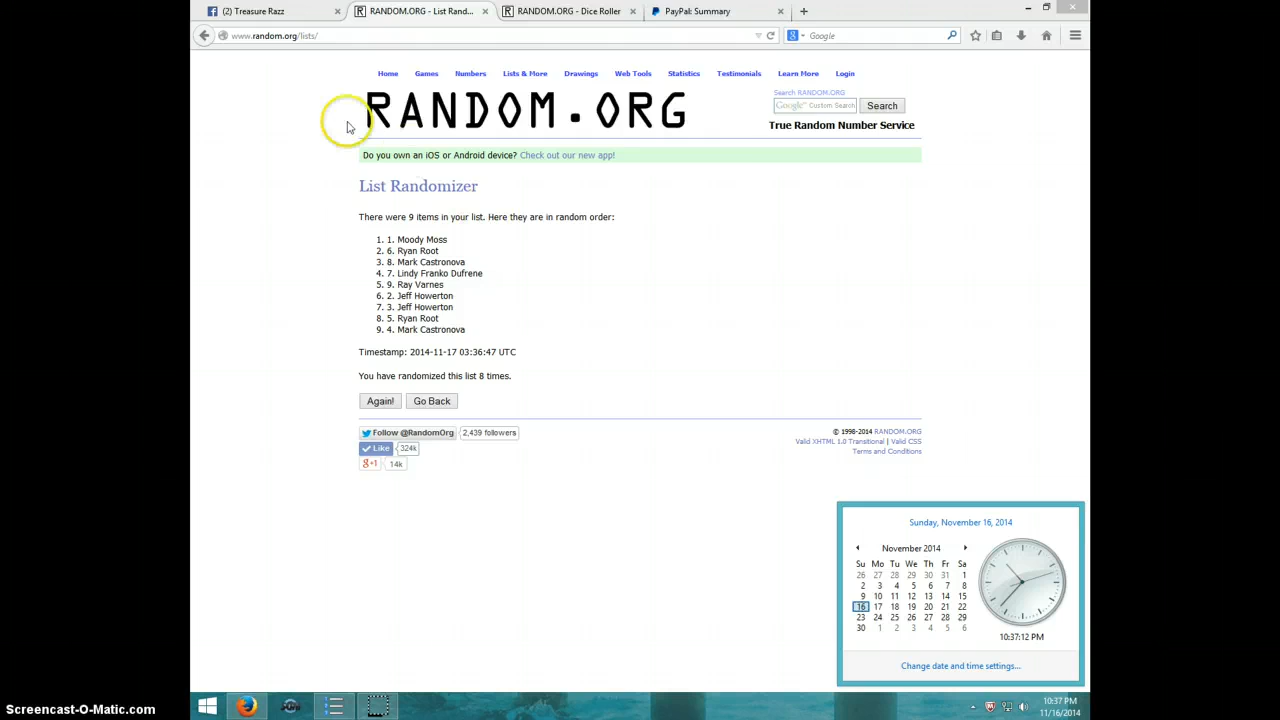 (2) Treasure Razz
RANDOM.ORG - List Rand...
RANDOM.ORG - Dice Roller
PayPal: Summary
www.random.org/lists/
Google
Home Games Numbers Lists & More Drawings Web Tools Statistics Testimonials Learn More Login
RANDOM.ORG
Search RANDOM.ORG
Google™ Custom Search Search
True Random Number Service
Do you own an iOS or Android device? Check out our new app!
List Randomizer
There were 9 items in your list. Here they are in random order:
1. 1. Moody Moss
2. 6. Ryan Root
3. 8. Mark Castronova
4. 7. Lindy Franko Dufrene
5. 9. Ray Varnes
6. 2. Jeff Howerton
7. 3. Jeff Howerton
8. 5. Ryan Root
9. 4. Mark Castronova
Timestamp: 2014-11-17 03:36:47 UTC
You have randomized this list 8 times.
Again! Go Back
Follow @RandomOrg 2,439 followers
Like 324k
g+1 14k
© 1998-2014 RANDOM.ORG
Valid XHTML 1.0 Transitional | Valid CSS
Terms and Conditions
Sunday, November 16, 2014
November 2014
Su Mo Tu We Th Fr Sa
26 27 28 29 30 31 1
2 3 4 5 6 7 8
9 10 11 12 13 14 15
16 17 18 19 20 21 22
23 24 25 26 27 28 29
30 1 2 3 4 5 6
10:37:12 PM
Change date and time settings...
10:37 PM
11/16/2014
Screencast-O-Matic.com